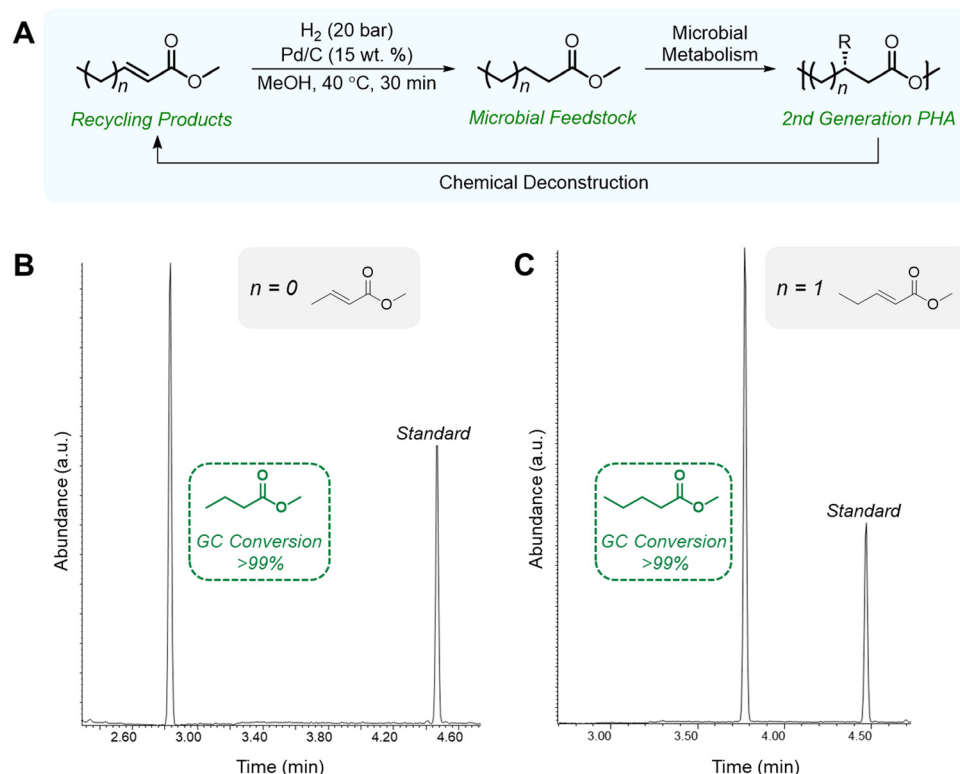 A
H2 (20 bar)
Pd/C (15 wt. %)
MeOH, 40 °C, 30 min
Microbial
Metabolism
O
O
n
O
O
n
R
O
O
n
Recycling Products
Microbial Feedstock
2nd Generation PHA
Chemical Deconstruction
B
n = 0
O
O
Standard
O
O
GC Conversion
>99%
Abundance (a.u.)
2.60 3.00 3.40 3.80 4.20 4.60
Time (min)
C
n = 1
O
O
Standard
O
O
GC Conversion
>99%
Abundance (a.u.)
3.00 3.50 4.00 4.50
Time (min)